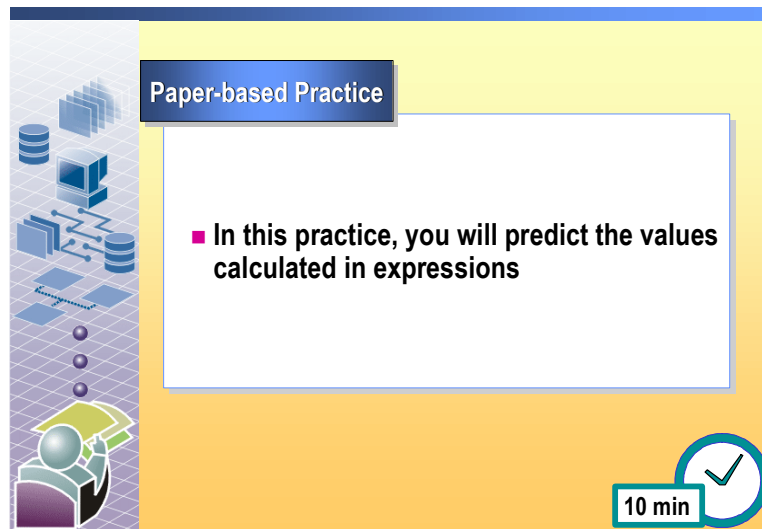 Paper-based Practice
■ In this practice, you will predict the values
calculated in expressions
10 min